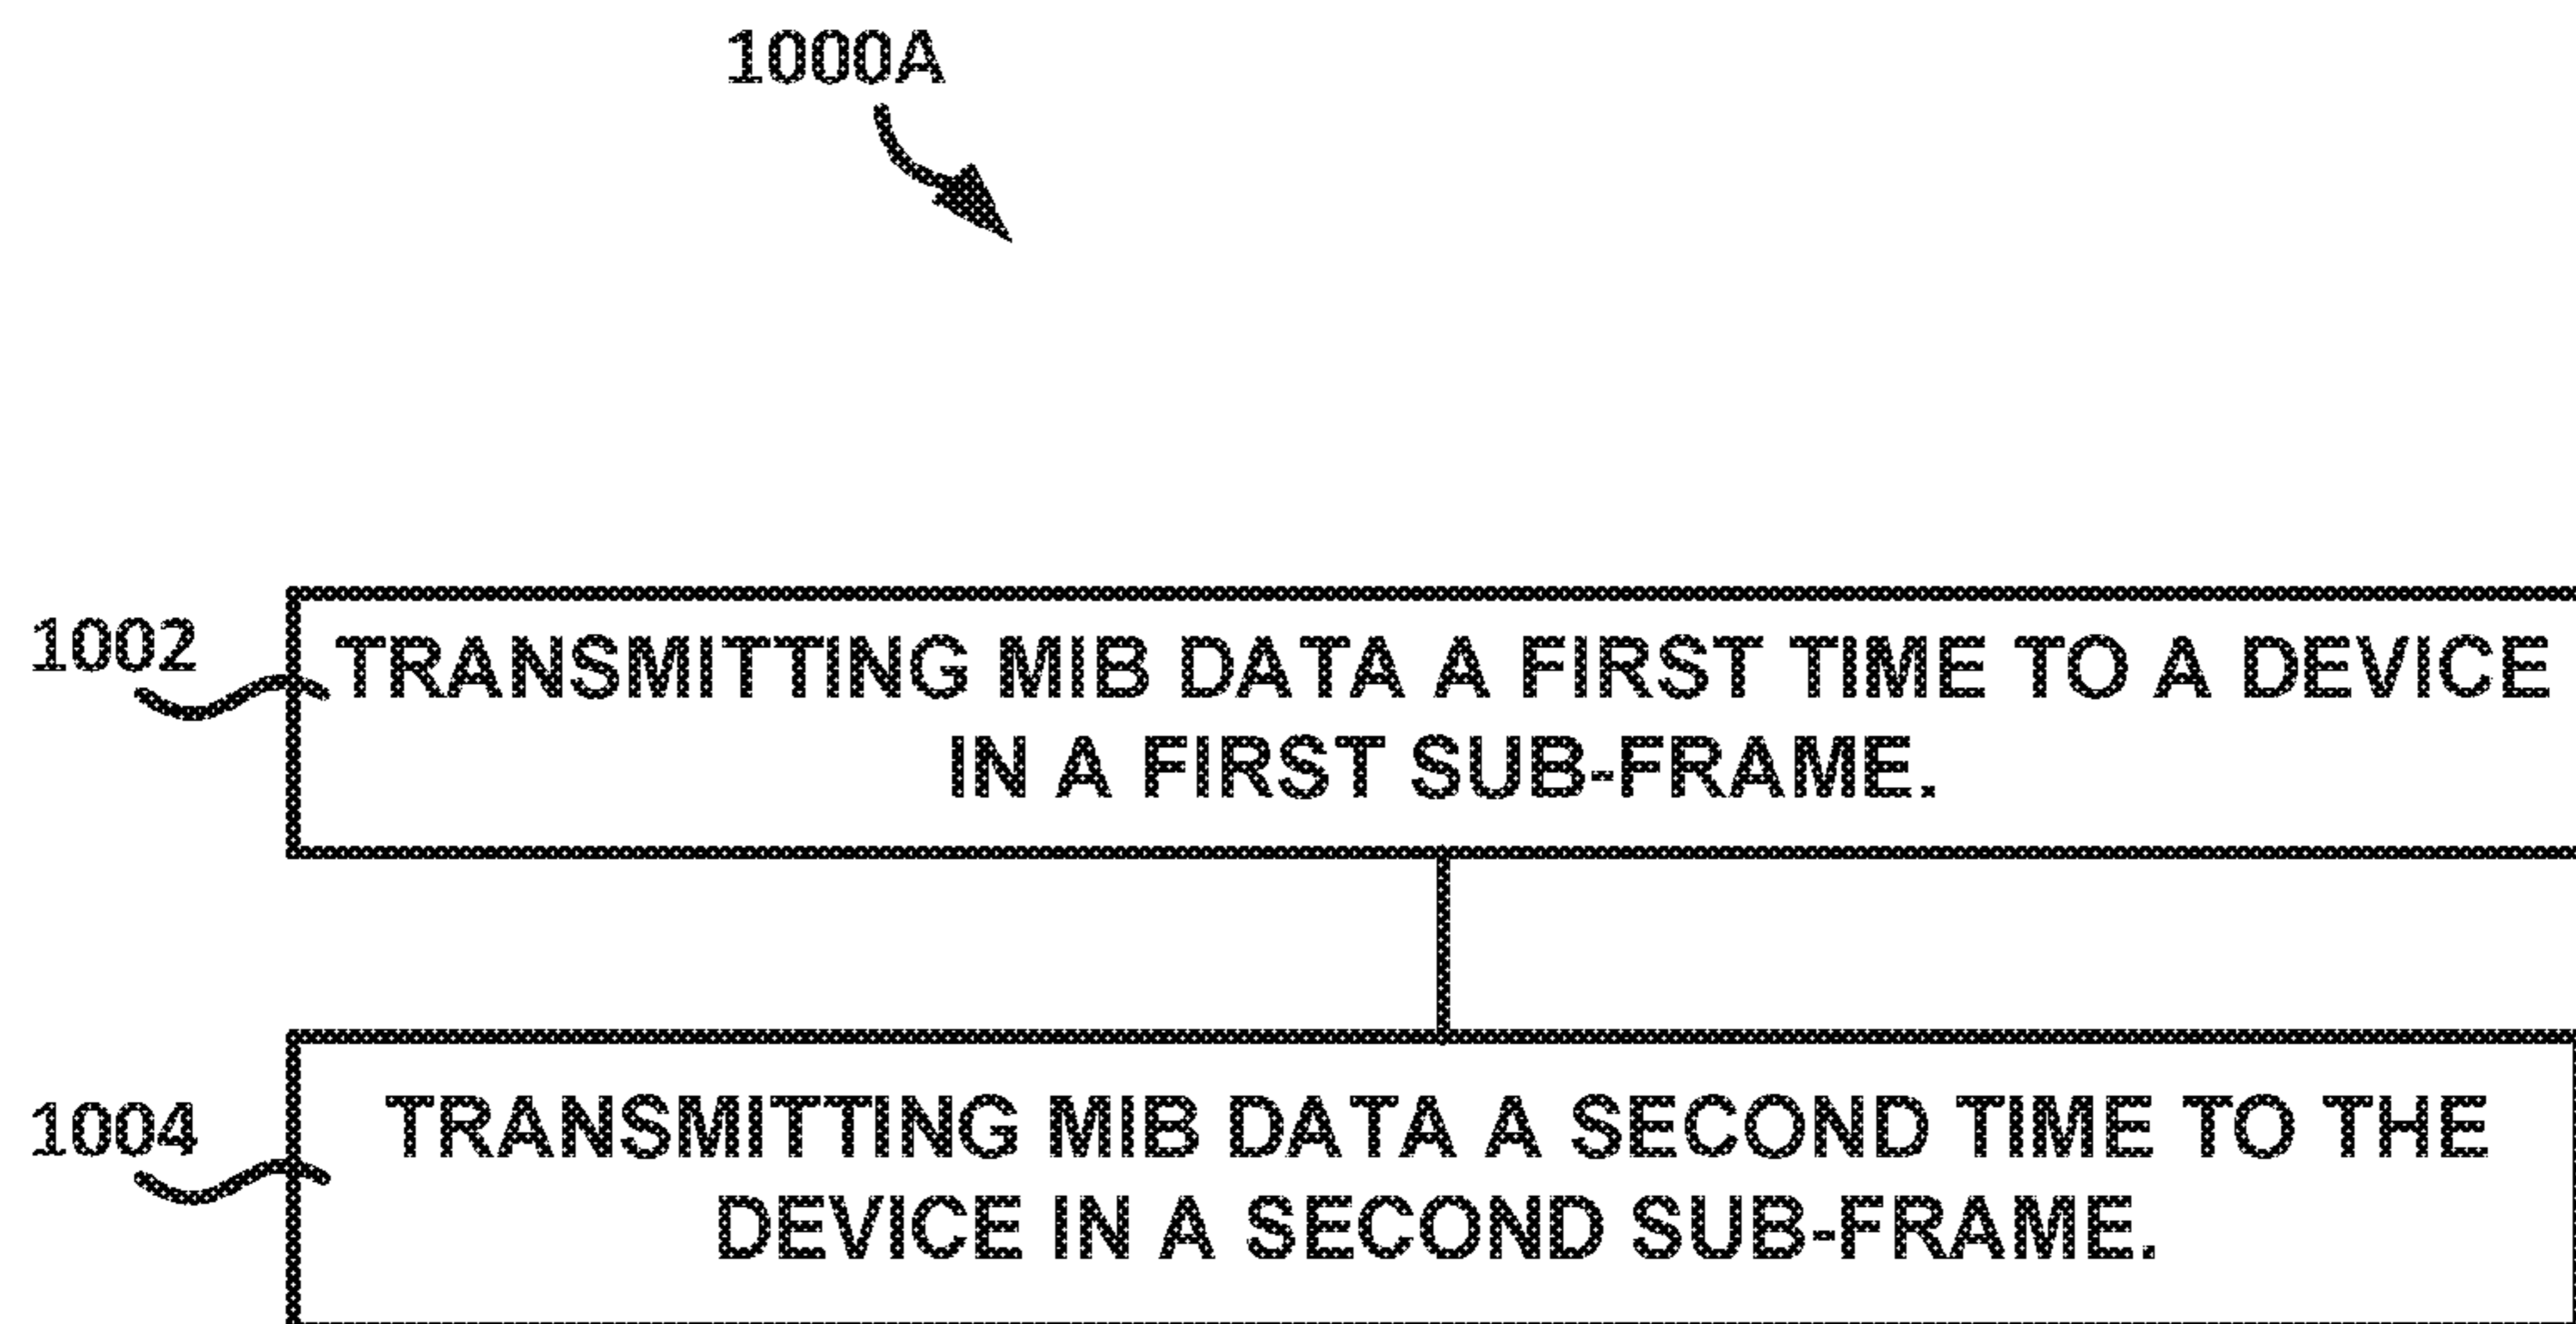 1000A
1002
TRANSMITTING MIB DATA A FIRST TIME TO A DEVICE
IN A FIRST SUB-FRAME.
1004
TRANSMITTING MIB DATA A SECOND TIME TO THE
DEVICE IN A SECOND SUB-FRAME.